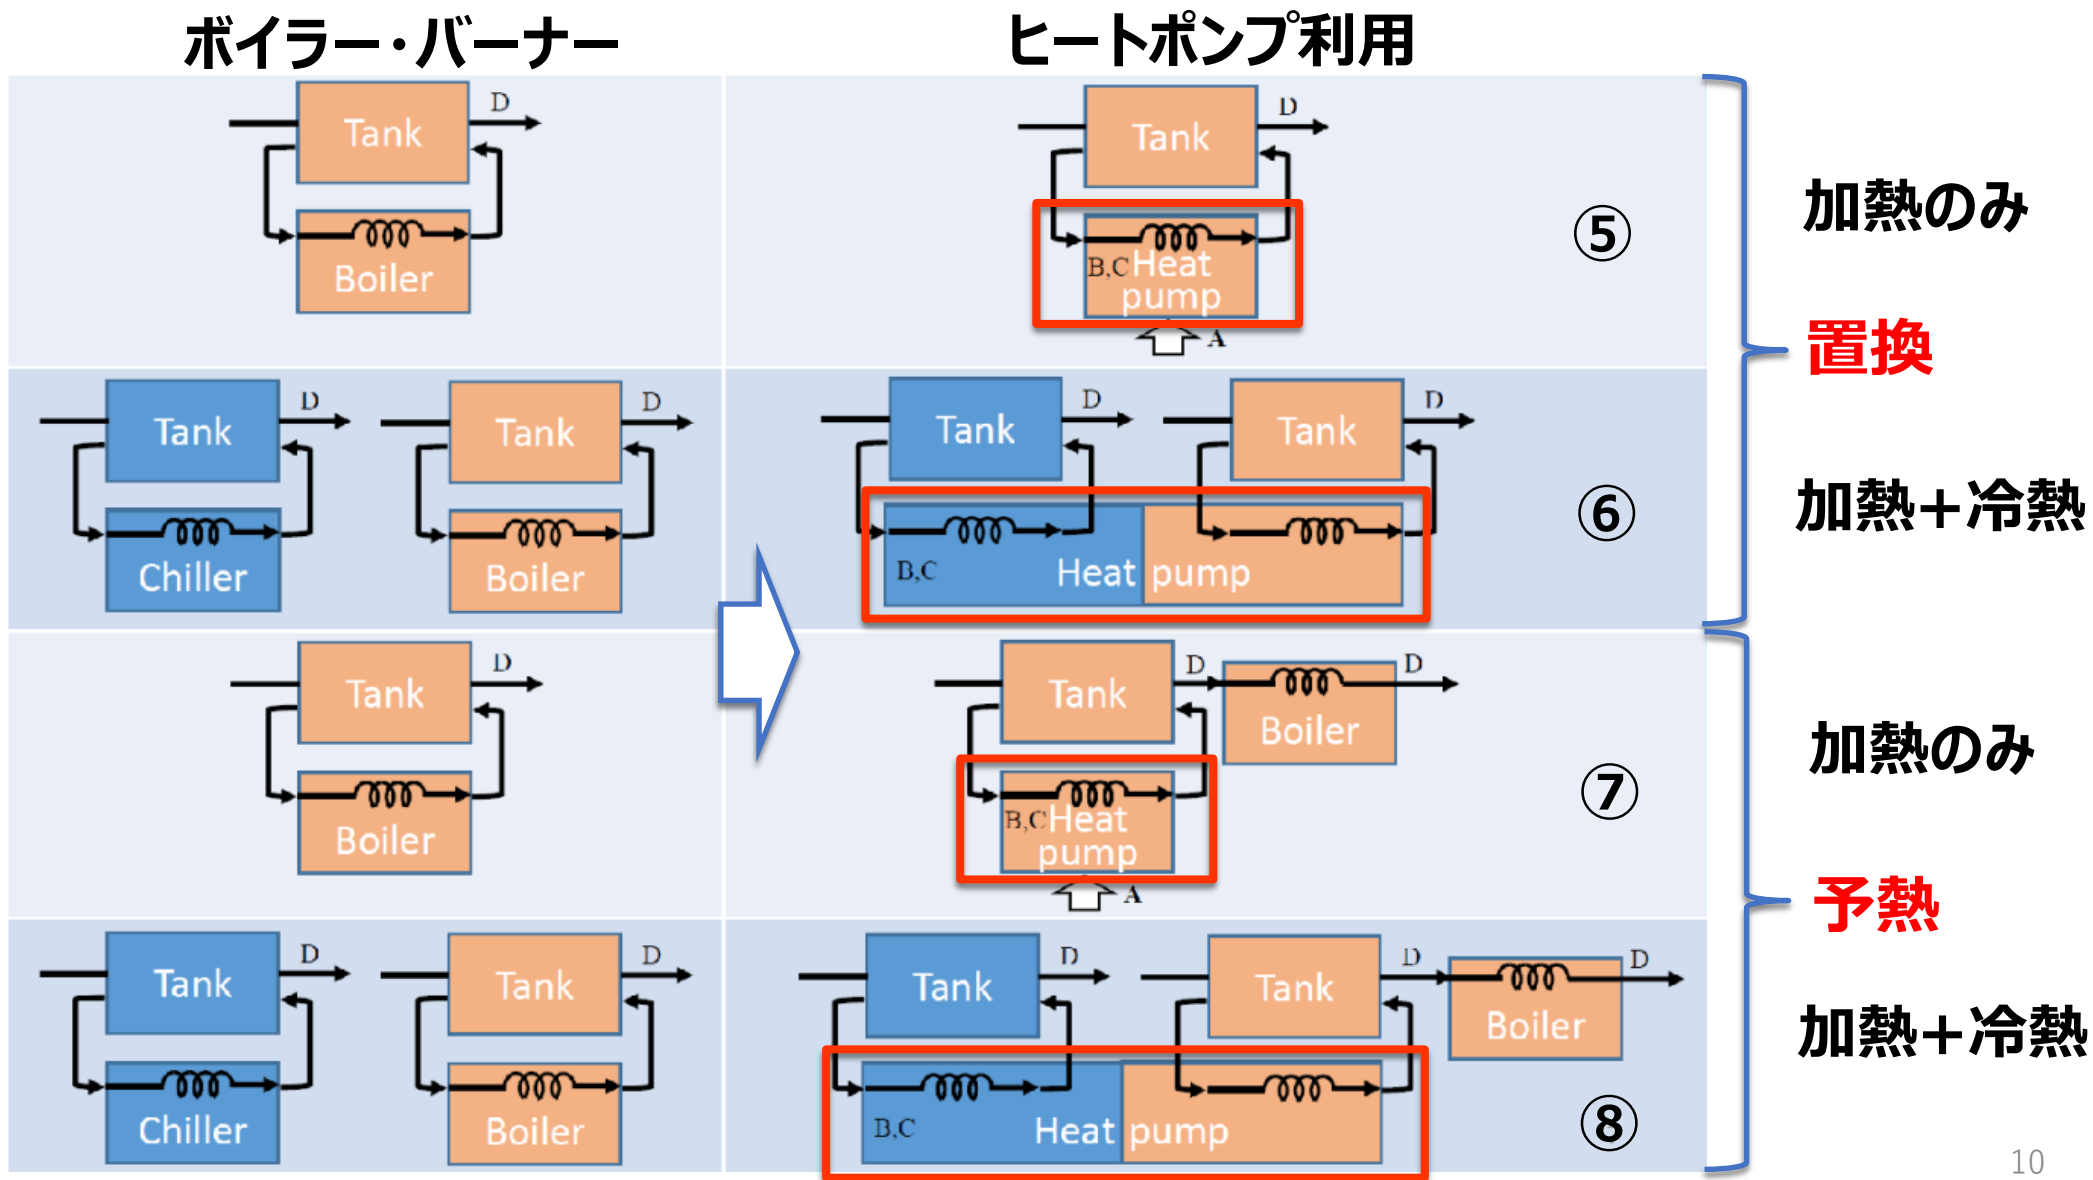 ボイラー・バーナー
ヒートポンプ利用
D
Tank
Boiler
D
Tank
B,C Heat
pump
A
⑤
加熱のみ
置換
D
Tank
Chiller
D
Tank
Boiler
D
Tank
D
Tank
B,C
Heat pump
⑥
加熱+冷熱
D
Tank
Boiler
D
Tank
D
Boiler
B,C Heat
pump
A
⑦
加熱のみ
予熱
D
Tank
Chiller
D
Tank
Boiler
D
Tank
D
Tank
D
Boiler
B,C
Heat pump
⑧
加熱+冷熱
10